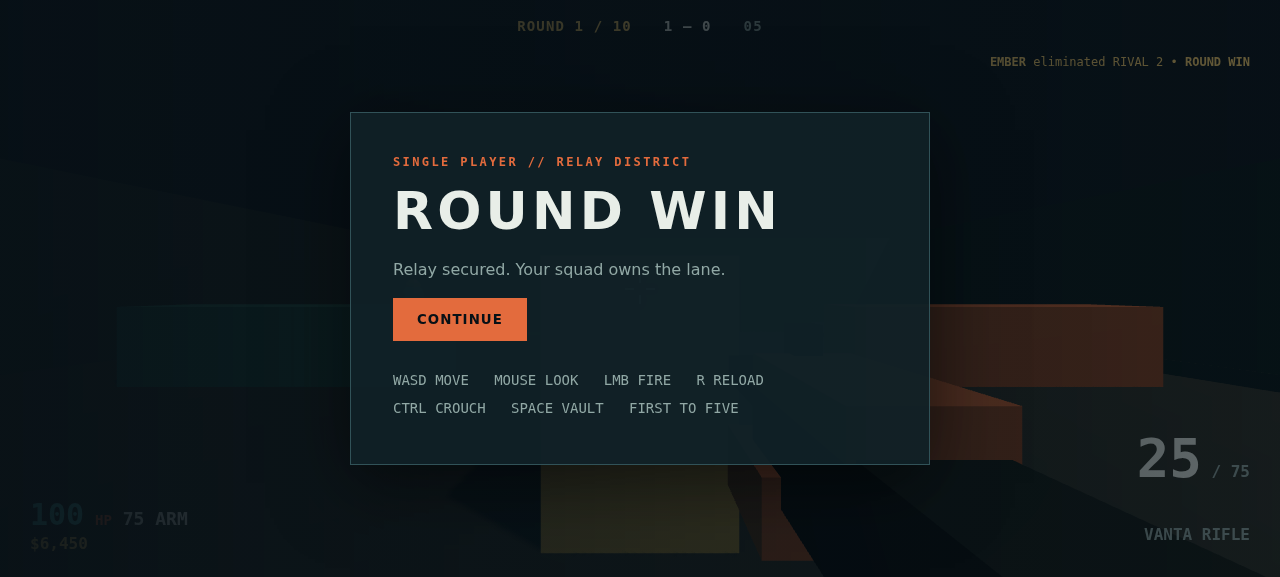 ROUND 1 / 10 1 — 0 05
EMBER eliminated RIVAL 2 • ROUND WIN
SINGLE PLAYER // RELAY DISTRICT
ROUND WIN
Relay secured. Your squad owns the lane.
CONTINUE
WASD MOVE MOUSE LOOK LMB FIRE R RELOAD
CTRL CROUCH SPACE VAULT FIRST TO FIVE
25 / 75
100 HP 75 ARM
$6,450
VANTA RIFLE